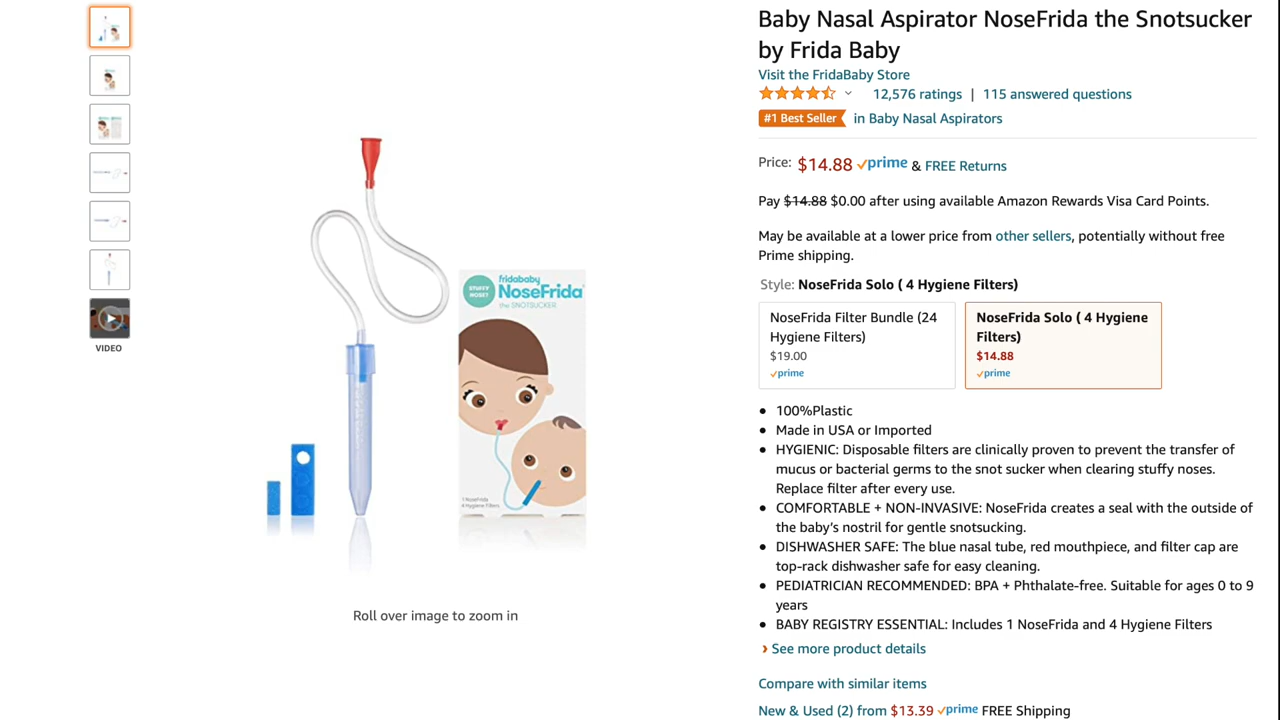 VIDEO
STUFFY
NOSE?
fridababy
NoseFrida
the SNOTSUCKER
1 NoseFrida
4 Hygiene Filters
Roll over image to zoom in
Baby Nasal Aspirator NoseFrida the Snotsucker
by Frida Baby
Visit the FridaBaby Store
12,576 ratings | 115 answered questions
#1 Best Seller in Baby Nasal Aspirators
Price: $14.88 prime & FREE Returns
Pay $14.88 $0.00 after using available Amazon Rewards Visa Card Points.
May be available at a lower price from other sellers, potentially without free
Prime shipping.
Style: NoseFrida Solo ( 4 Hygiene Filters)
NoseFrida Filter Bundle (24
Hygiene Filters)
$19.00
prime
NoseFrida Solo ( 4 Hygiene
Filters)
$14.88
prime
• 100%Plastic
• Made in USA or Imported
• HYGIENIC: Disposable filters are clinically proven to prevent the transfer of
mucus or bacterial germs to the snot sucker when clearing stuffy noses.
Replace filter after every use.
• COMFORTABLE + NON-INVASIVE: NoseFrida creates a seal with the outside of
the baby’s nostril for gentle snotsucking.
• DISHWASHER SAFE: The blue nasal tube, red mouthpiece, and filter cap are
top-rack dishwasher safe for easy cleaning.
• PEDIATRICIAN RECOMMENDED: BPA + Phthalate-free. Suitable for ages 0 to 9
years
• BABY REGISTRY ESSENTIAL: Includes 1 NoseFrida and 4 Hygiene Filters
› See more product details
Compare with similar items
New & Used (2) from $13.39 prime FREE Shipping